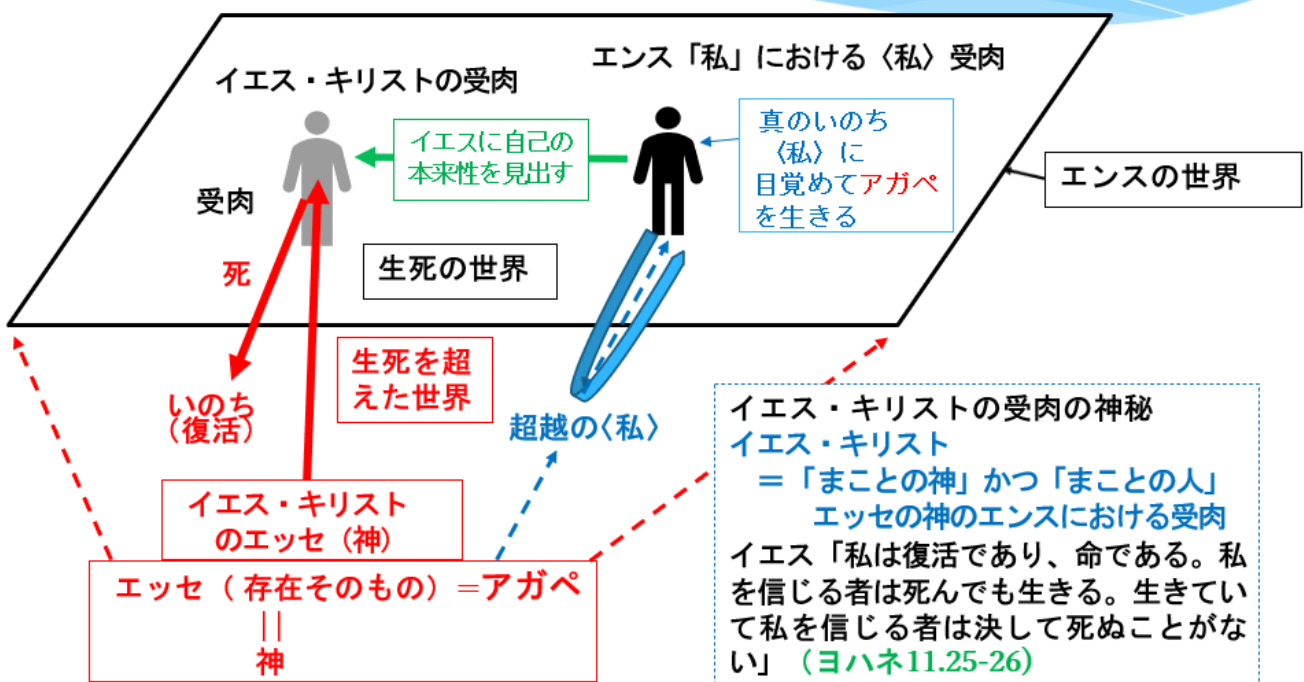 エンス「私」における〈私〉受肉
イエス・キリストの受肉
イエスに自己の
本来性を見出す
真のいのち
〈私〉に
目覚めてアガペ
を生きる
エンスの世界
受肉
生死の世界
死
生死を超
えた世界
いのち
（復活）
超越の〈私〉
イエス・キリスト
のエッセ（神）
エッセ（ 存在そのもの）＝アガペ
||
神
イエス・キリストの受肉の神秘
イエス・キリスト
＝「まことの神」かつ「まことの人」
エッセの神のエンスにおける受肉
イエス「私は復活であり、命である。私
を信じる者は死んでも生きる。生きてい
て私を信じる者は決して死ぬことがな
い」（ヨハネ11.25-26）